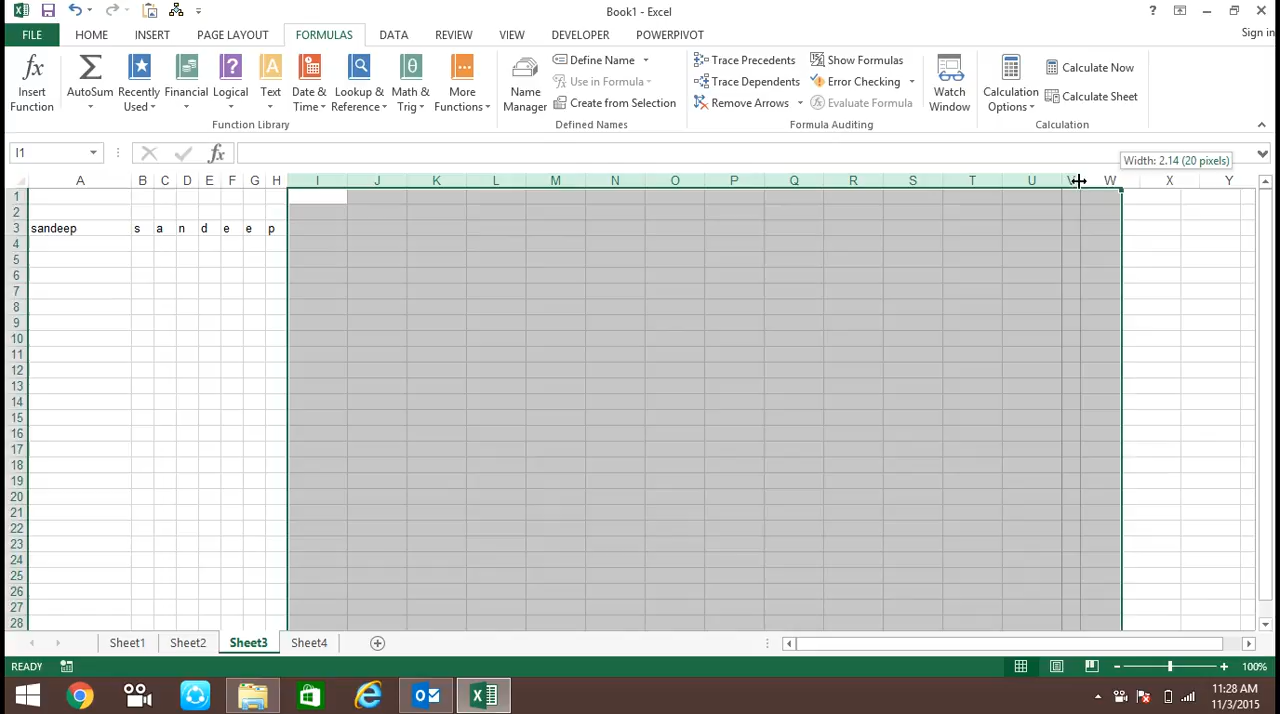 Book1 - Excel
?
FILE HOME INSERT PAGE LAYOUT FORMULAS DATA REVIEW VIEW DEVELOPER POWERPIVOT Sign in
Insert Function
AutoSum
Recently Used
Financial
Logical
Text
Date & Time
Lookup & Reference
Math & Trig
More Functions
Function Library
Name Manager
Define Name
Use in Formula
Create from Selection
Defined Names
Trace Precedents
Trace Dependents
Remove Arrows
Show Formulas
Error Checking
Evaluate Formula
Formula Auditing
Watch Window
Calculation Options
Calculate Now
Calculate Sheet
Calculation
I1
fx
Width: 2.14 (20 pixels)
A B C D E F G H I J K L M N O P Q R S T U V W X Y
1
2
3 sandeep s a n d e e p
4
5
6
7
8
9
10
11
12
13
14
15
16
17
18
19
20
21
22
23
24
25
26
27
28
Sheet1 Sheet2 Sheet3 Sheet4
READY
100%
11:28 AM
11/3/2015